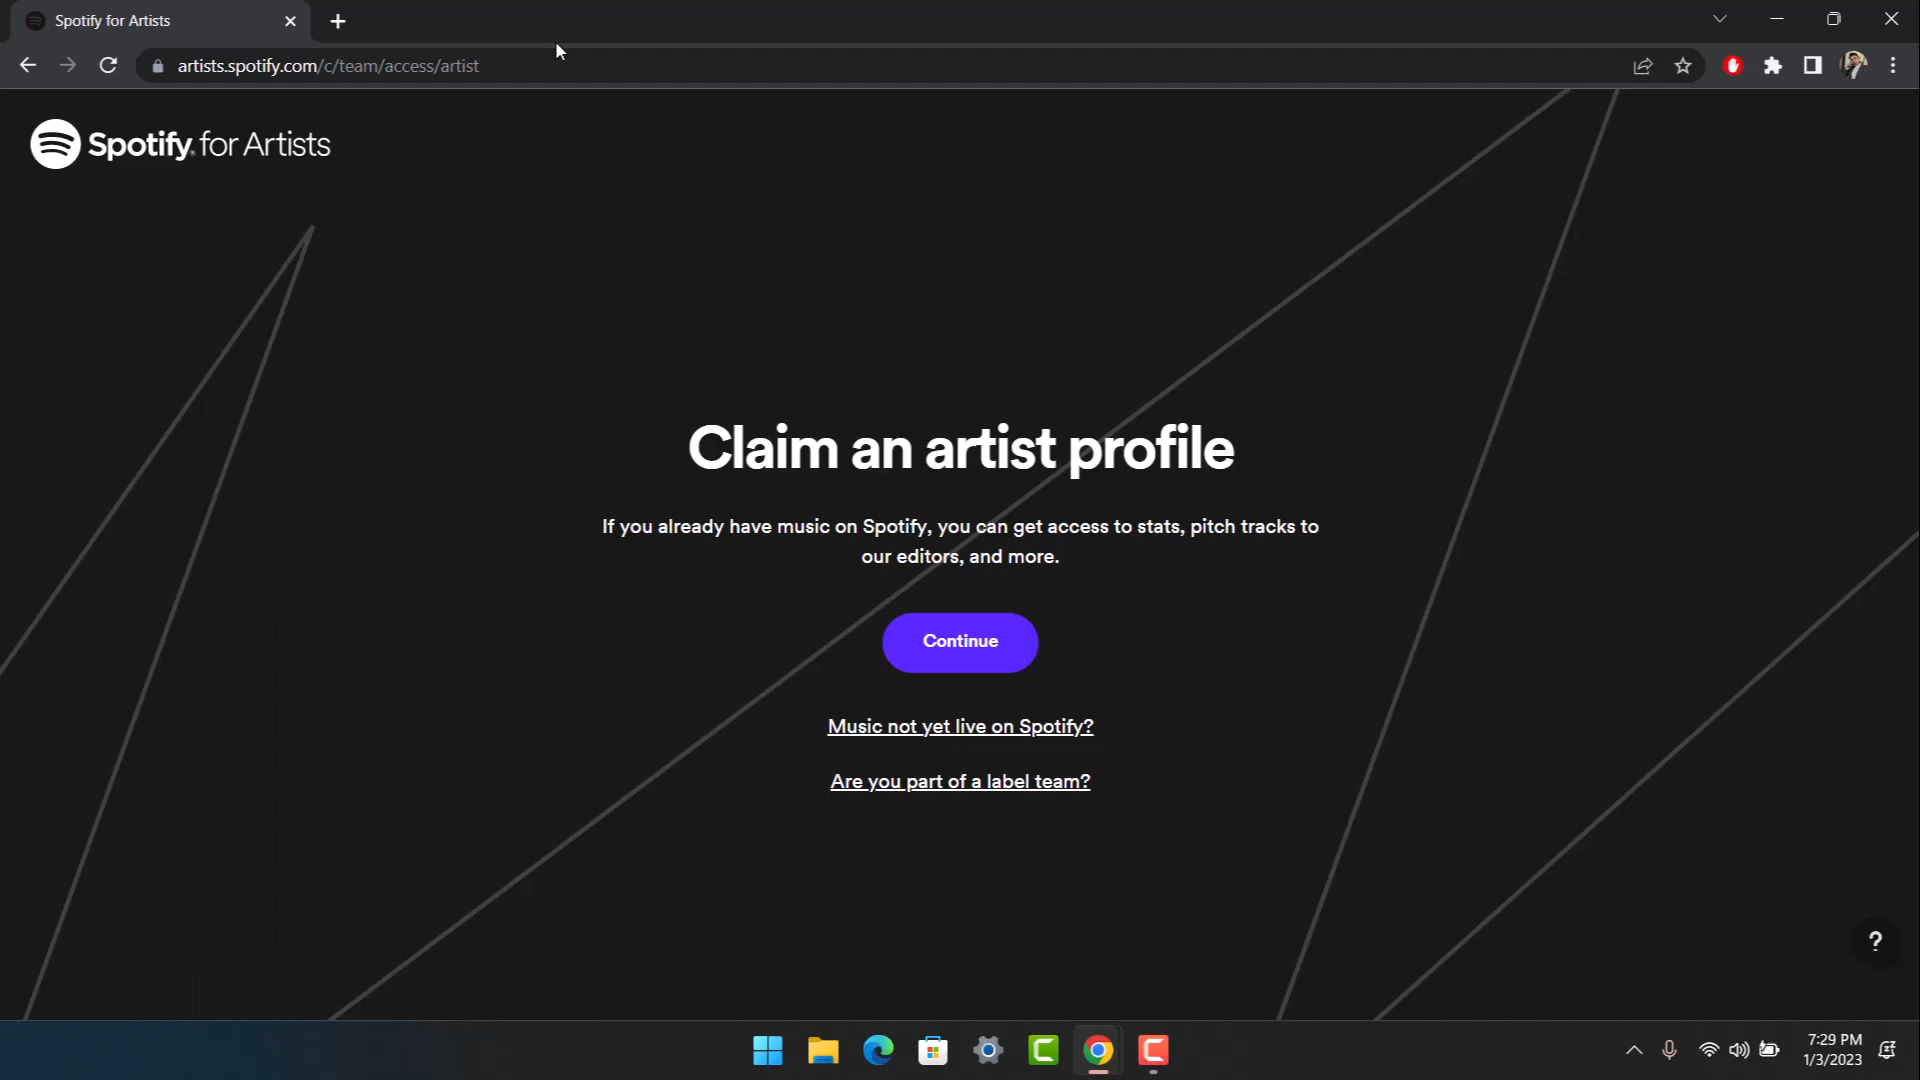 Spotify for Artists
artists.spotify.com/c/team/access/artist
Spotify for Artists
Claim an artist profile
If you already have music on Spotify, you can get access to stats, pitch tracks to
our editors, and more.
Continue
Music not yet live on Spotify?
Are you part of a label team?
?
7:29 PM
1/3/2023